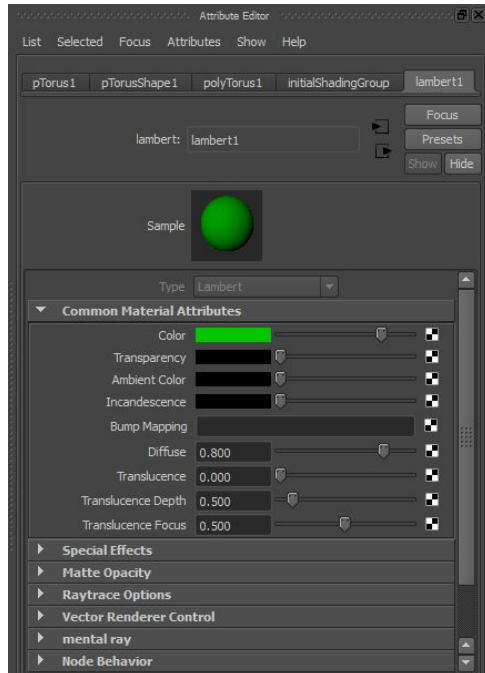 Attribute Editor
List Selected Focus Attributes Show Help
pTorus1 pTorusShape1 polyTorus1 initialShadingGroup lambert1
Focus
lambert: lambert1
Presets
Show Hide
Sample
Type Lambert
Common Material Attributes
Color
Transparency
Ambient Color
Incandescence
Bump Mapping
Diffuse 0.800
Translucence 0.000
Translucence Depth 0.500
Translucence Focus 0.500
Special Effects
Matte Opacity
Raytrace Options
Vector Renderer Control
mental ray
Node Behavior